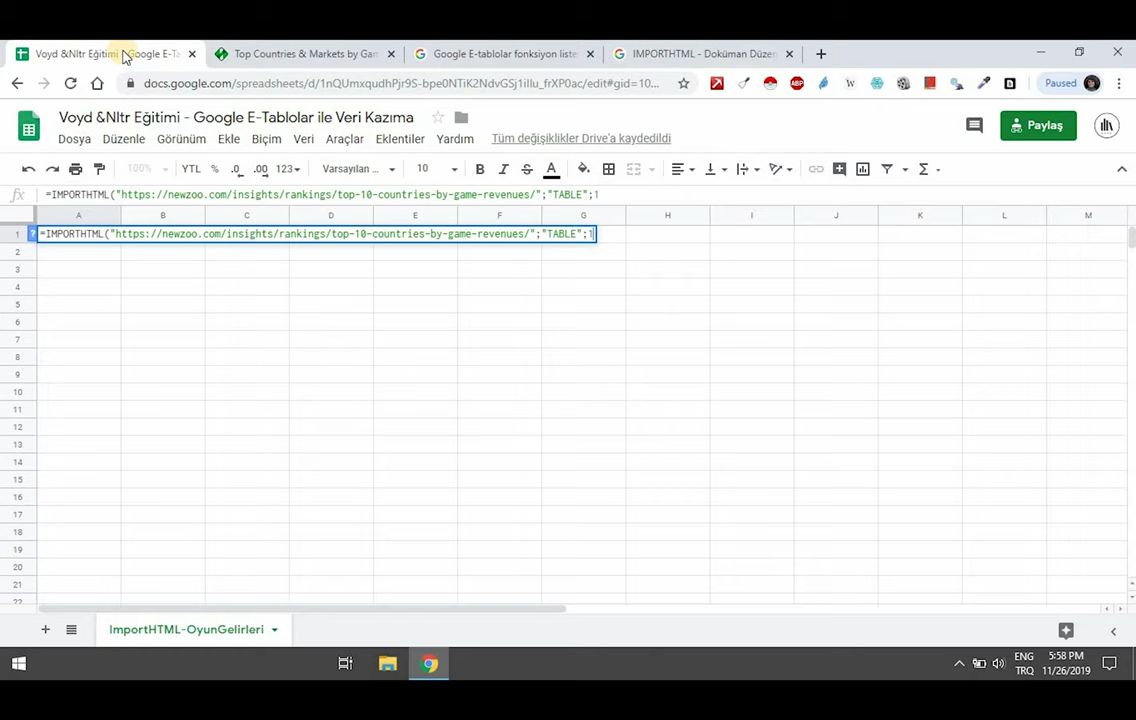 Voyd &Nltr Eğitimi - Google E-Ta
Top Countries & Markets by Gam
Google E-tablolar fonksiyon liste
IMPORTHTML - Doküman Düzen
docs.google.com/spreadsheets/d/1nQUmxqudhPjr9S-bpe0NTiK2NdvGSj1iIlu_frXP0ac/edit#gid=10...
ABP
W
Paused
Voyd &Nltr Eğitimi - Google E-Tablolar ile Veri Kazıma
Dosya Düzenle Görünüm Ekle Biçim Veri Araçlar Eklentiler Yardım Tüm değişiklikler Drive'a kaydedildi
Paylaş
100% YTL % .0 .00 123 Varsayılan ... 10 B I S A Σ
fx =IMPORTHTML("https://newzoo.com/insights/rankings/top-10-countries-by-game-revenues/";"TABLE";1
A B C D E F G H I J K L M
1 ? =IMPORTHTML("https://newzoo.com/insights/rankings/top-10-countries-by-game-revenues/";"TABLE";1
2
3
4
5
6
7
8
9
10
11
12
13
14
15
16
17
18
19
20
21
22
ImportHTML-OyunGelirleri
ENG 5:58 PM
TRQ 11/26/2019